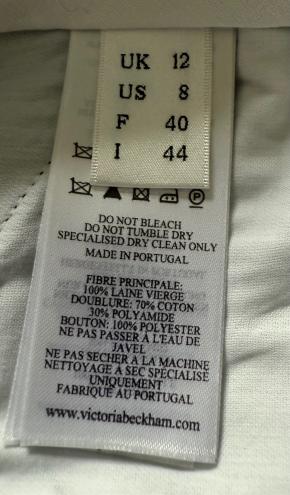 UK 12
US 8
F 40
I 44
P
DO NOT BLEACH
DO NOT TUMBLE DRY
SPECIALISED DRY CLEAN ONLY
MADE IN PORTUGAL
FIBRE PRINCIPALE:
100% LAINE VIERGE
DOUBLURE: 70% COTON
30% POLYAMIDE
BOUTON: 100% POLYESTER
NE PAS PASSER À L'EAU DE
JAVEL
NE PAS SECHER A LA MACHINE
NETTOYAGE A SEC SPÉCIALISÉ
UNIQUEMENT
FABRIQUÉ AU PORTUGAL
www.victoriabeckham.com